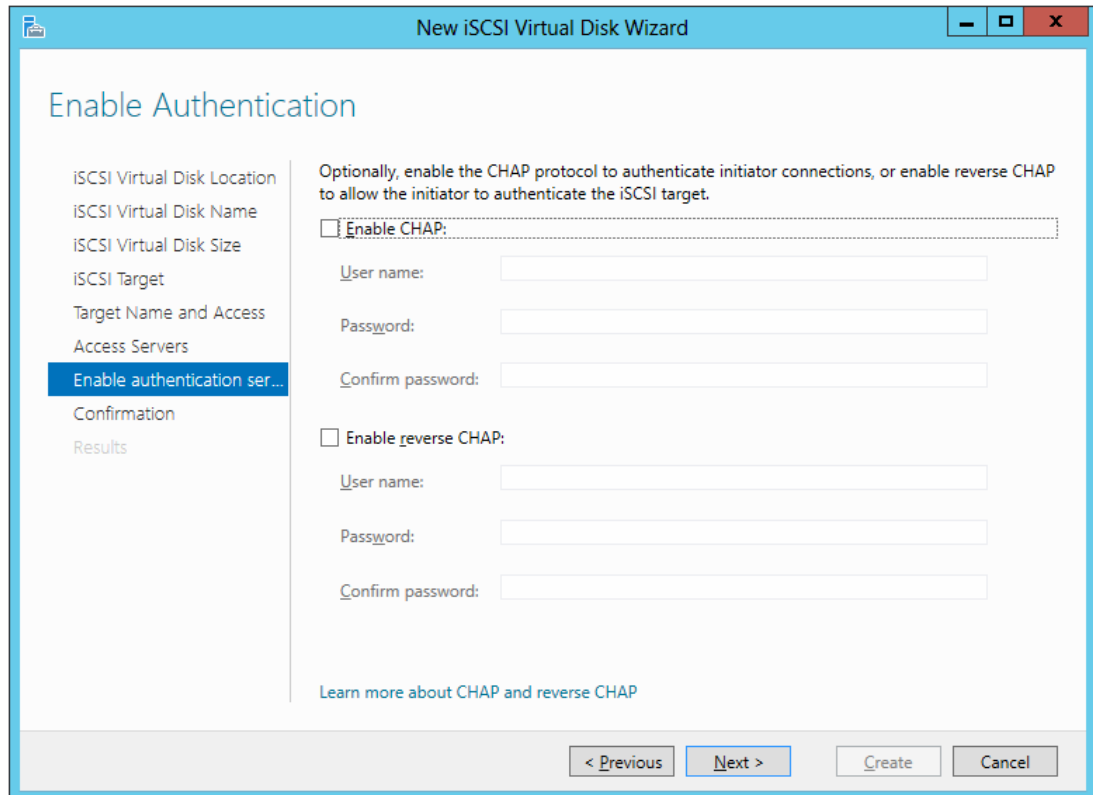 New iSCSI Virtual Disk Wizard
Enable Authentication
iSCSI Virtual Disk Location
iSCSI Virtual Disk Name
iSCSI Virtual Disk Size
iSCSI Target
Target Name and Access
Access Servers
Enable authentication ser...
Confirmation
Results
Optionally, enable the CHAP protocol to authenticate initiator connections, or enable reverse CHAP
to allow the initiator to authenticate the iSCSI target.
Enable CHAP:
User name:
Password:
Confirm password:
Enable reverse CHAP:
User name:
Password:
Confirm password:
Learn more about CHAP and reverse CHAP
< Previous
Next >
Create
Cancel